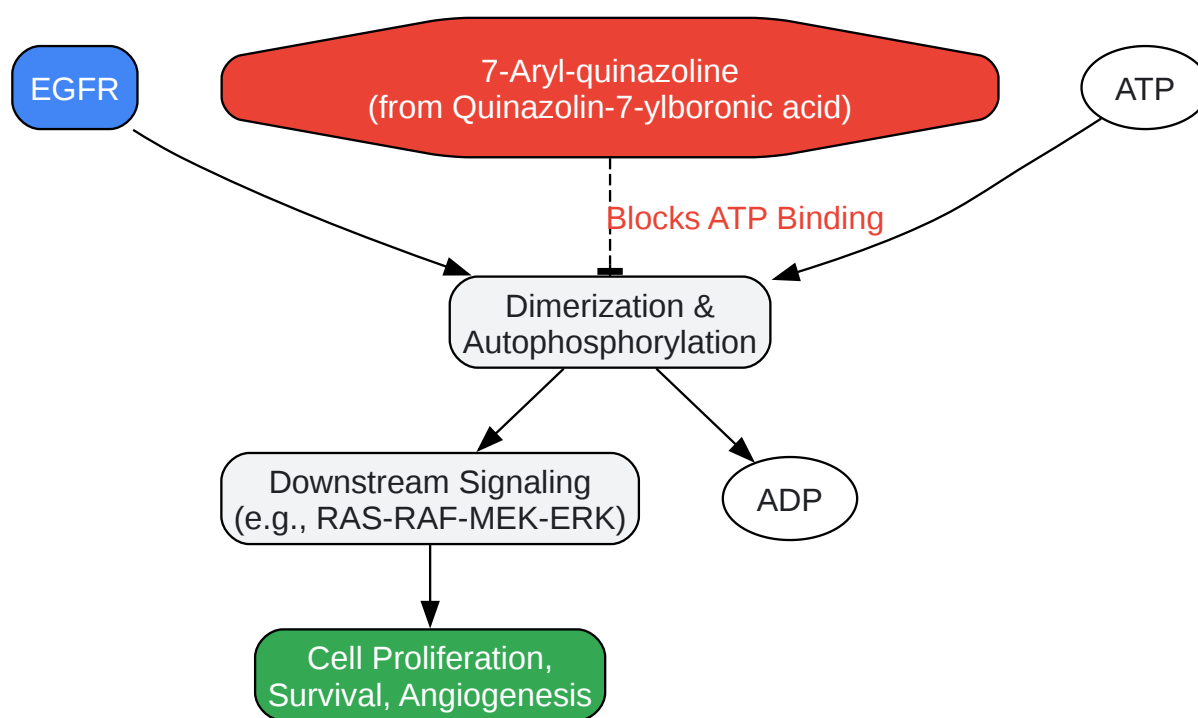 EGFR
7-Aryl-quinazoline
(from Quinazolin-7-ylboronic acid)
ATP
Blocks ATP Binding
Dimerization &
Autophosphorylation
Downstream Signaling
(e.g., RAS-RAF-MEK-ERK)
ADP
Cell Proliferation,
Survival, Angiogenesis